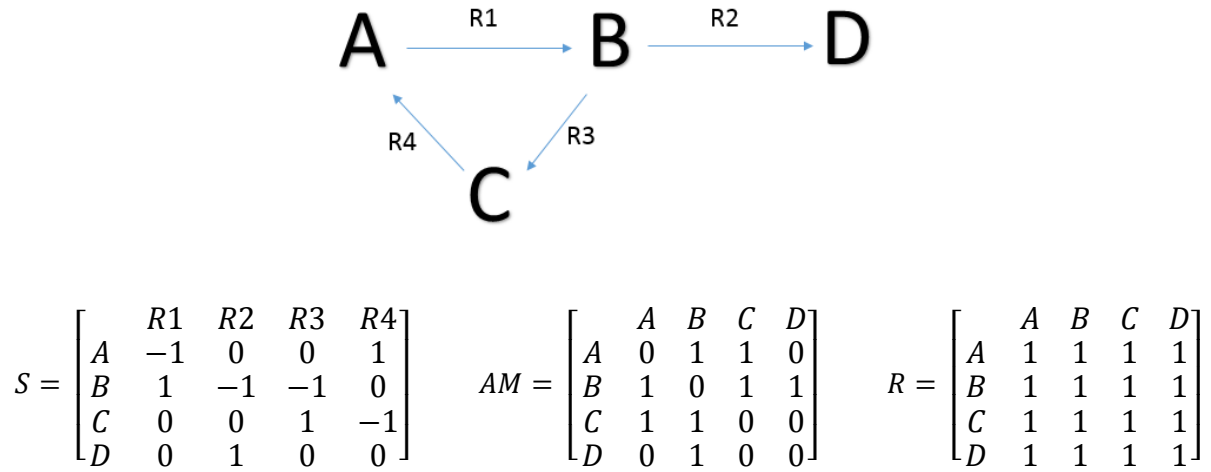 R1 R2
A B D
R4 R3
C
R1 R2 R3 R4 A B C D A B C D
A −1 0 0 1 A 0 1 1 0 A 1 1 1 1
S = B 1 −1 −1 0 AM = B 1 0 1 1 R = B 1 1 1 1
C 0 0 1 −1 C 1 1 0 0 C 1 1 1 1
D 0 1 0 0 D 0 1 0 0 D 1 1 1 1